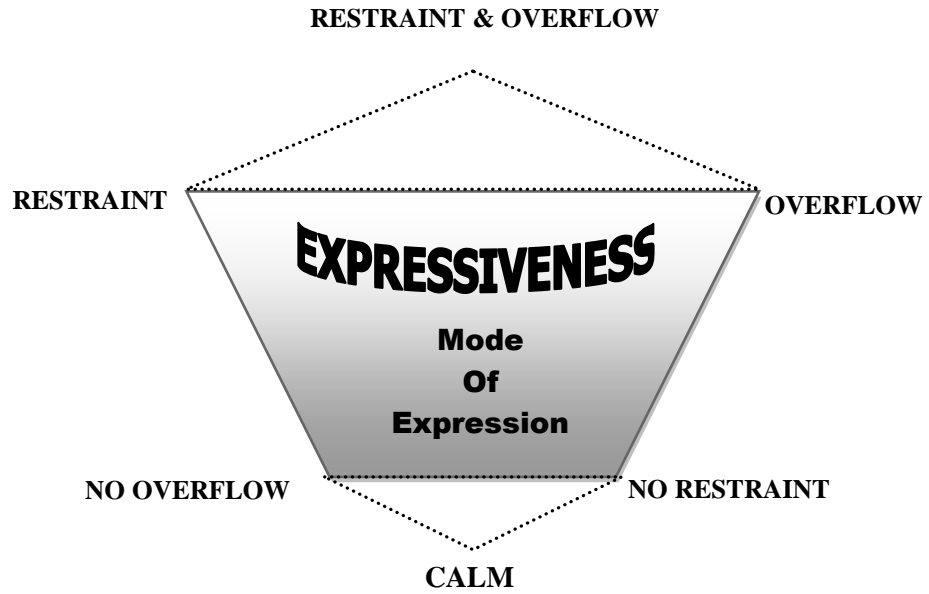 RESTRAINT & OVERFLOW
RESTRAINT
OVERFLOW
EXPRESSIVENESS
Mode
Of
Expression
NO OVERFLOW
NO RESTRAINT
CALM